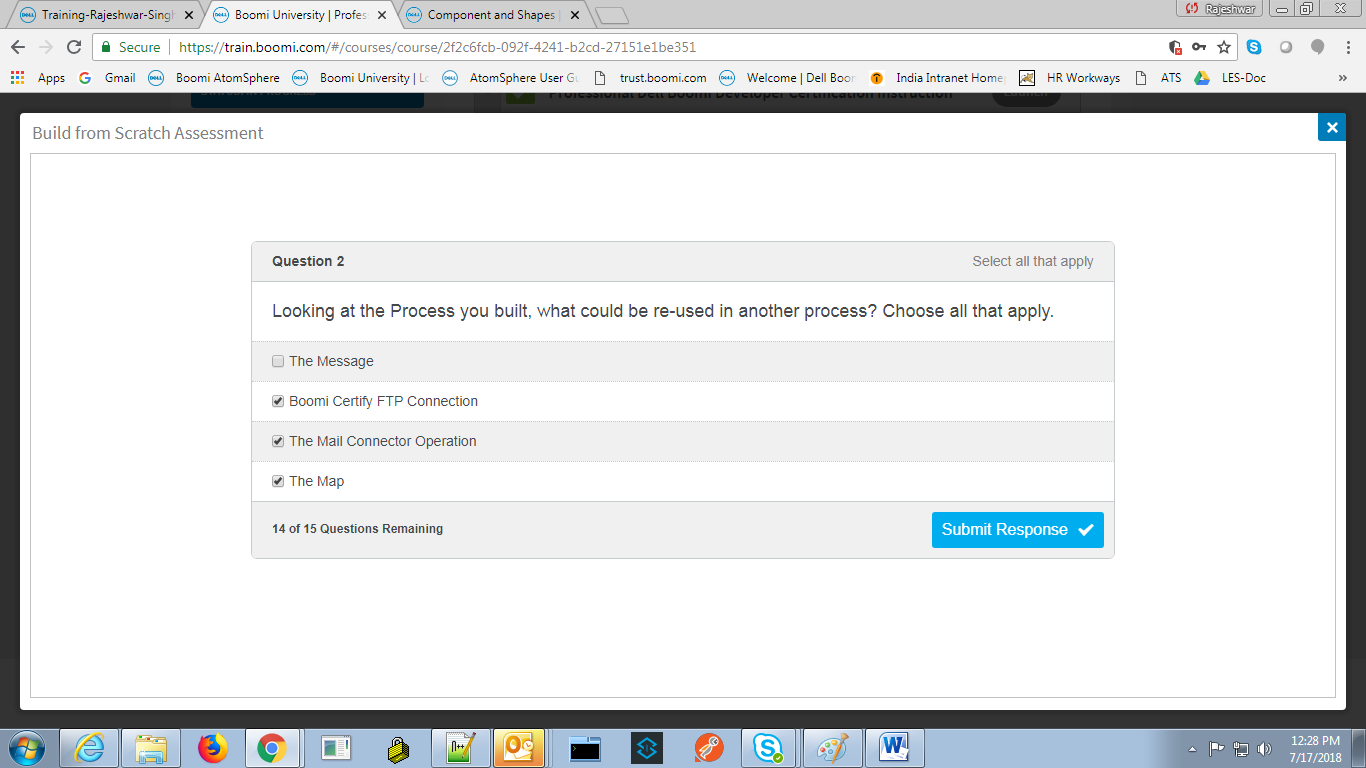 Training-Rajeshwar-Singh
Boomi University | Profes
Component and Shapes |
Rajeshwar
Secure | https://train.boomi.com/#/courses/course/2f2c6fcb-092f-4241-b2cd-27151e1be351
Apps Gmail Boomi AtomSphere Boomi University | Lo AtomSphere User Gu trust.boomi.com Welcome | Dell Boom India Intranet Home HR Workways ATS LES-Doc »
Professional Dell Boomi Developer Certification Instruction
Build from Scratch Assessment
Question 2 Select all that apply
Looking at the Process you built, what could be re-used in another process? Choose all that apply.
The Message
Boomi Certify FTP Connection
The Mail Connector Operation
The Map
14 of 15 Questions Remaining Submit Response
12:28 PM
7/17/2018